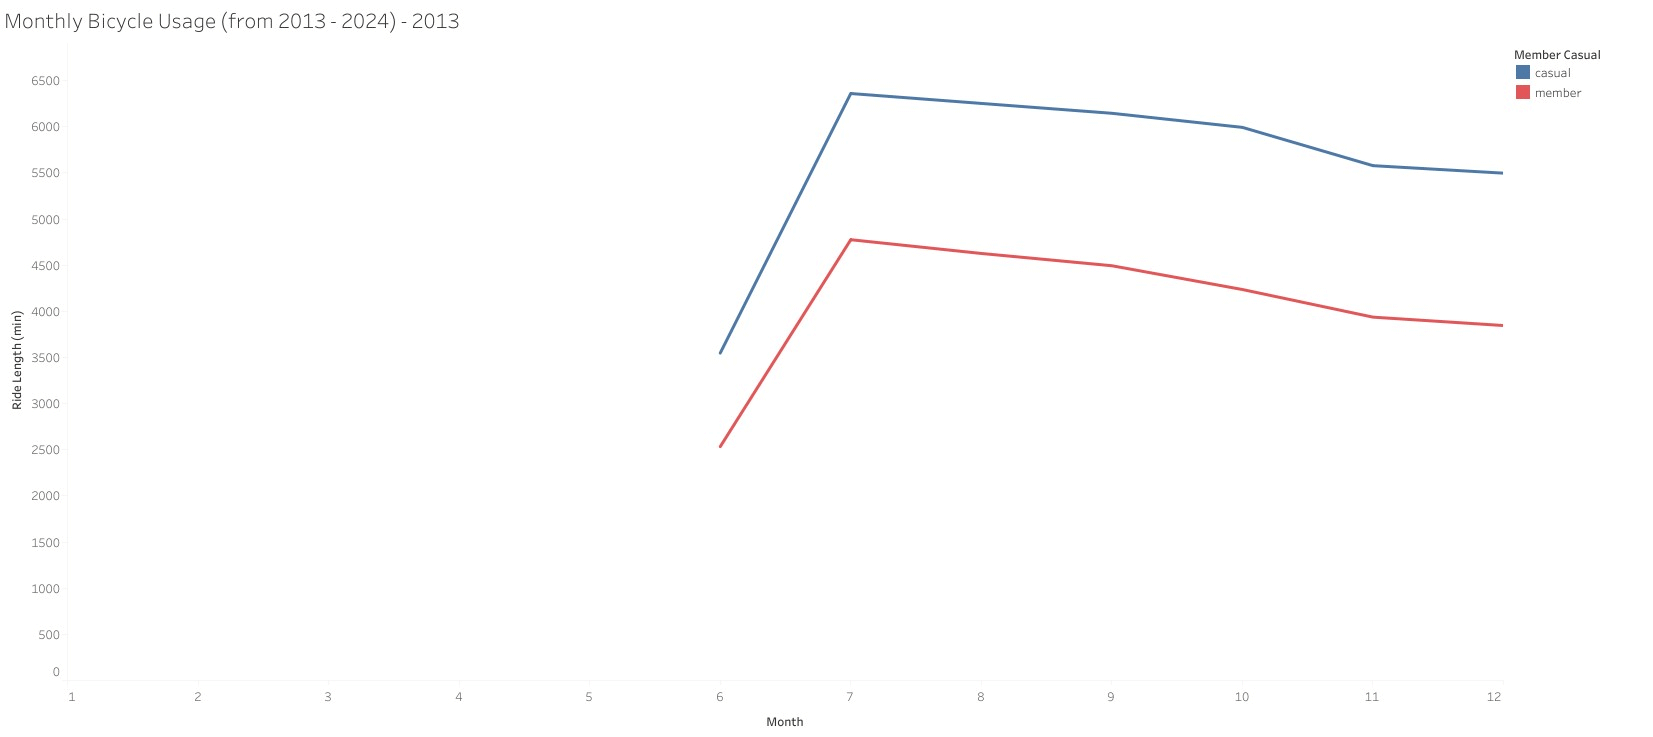 Monthly Bicycle Usage (from 2013 - 2024) - 2013
Member Casual
casual
member
6500
6000
5500
5000
4500
4000
3500
3000
2500
2000
1500
1000
500
0
Ride Length (min)
1 2 3 4 5 6 7 8 9 10 11 12
Month